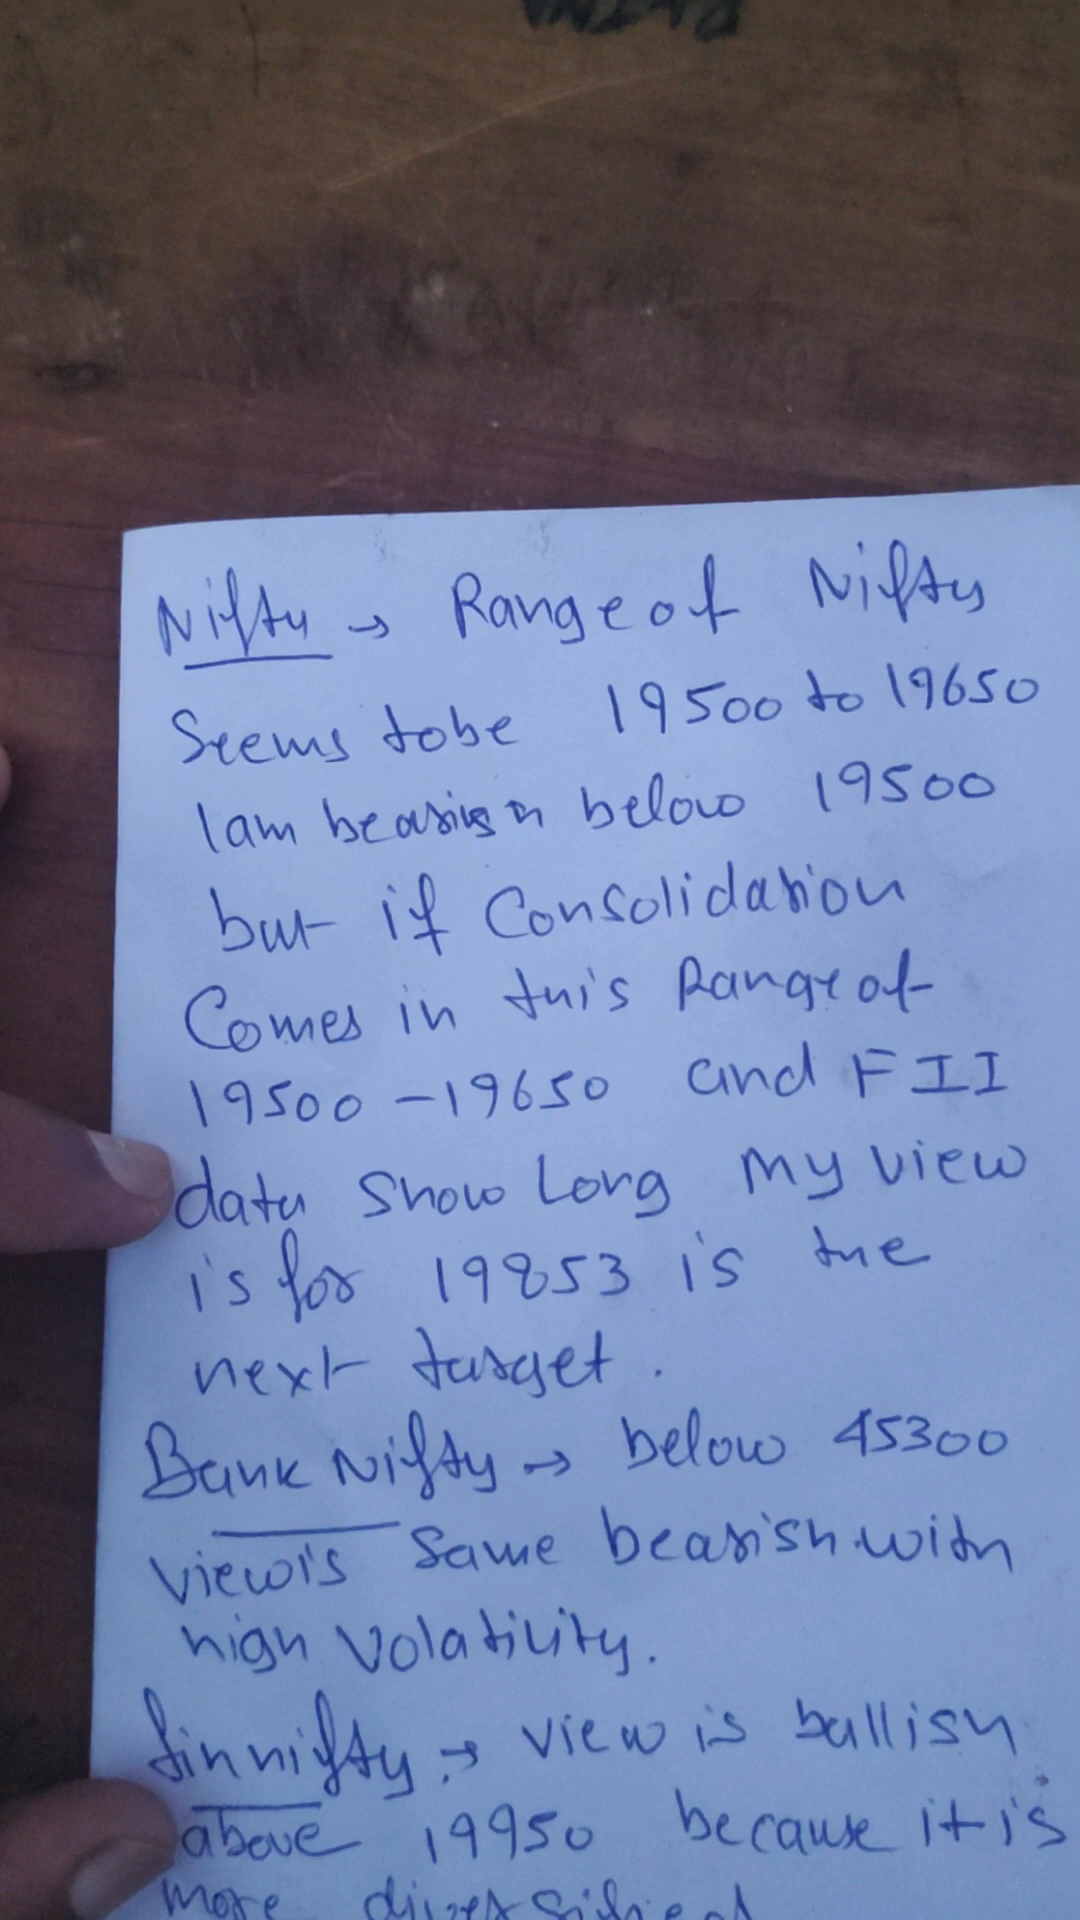 Nifty → Range of Nifty
Seems to be 19500 to 19650
I am bearish below 19500
but if Consolidation
Comes in this Range of
19500 - 19650 and FII
data show Long my view
is for 19853 is the
next target.
Bank Nifty → below 45300
view is Same bearish with
high volatility.
finnifty → view is bullish
above 19950 because it is
more diversified